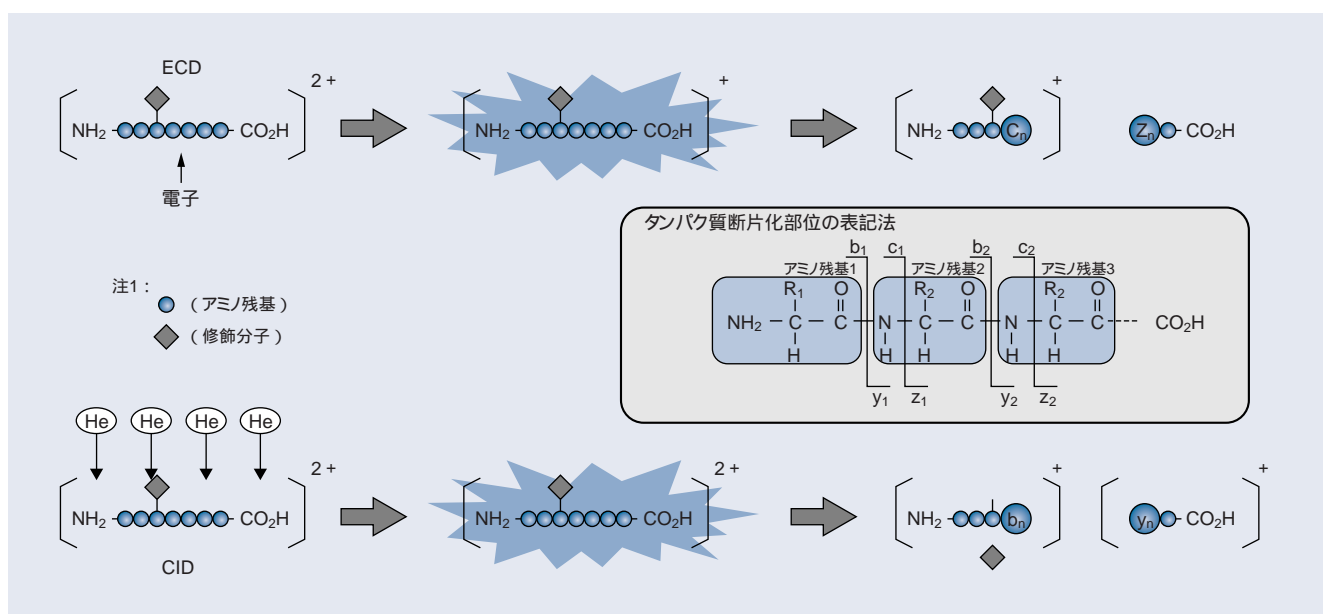 ECD
NH2 CO2H 2+
電子
NH2 CO2H +
NH2 Cn +
Zn CO2H
タンパク質断片化部位の表記法
b1 c1 b2 c2
アミノ残基1 アミノ残基2 アミノ残基3
R1 O R2 O R2 O
NH2 C C N C C N C C CO2H
H H H H H
y1 z1 y2 z2
注1:
(アミノ残基)
(修飾分子)
He He He He
NH2 CO2H 2+
CID
NH2 CO2H 2+
NH2 bn +
yn CO2H +